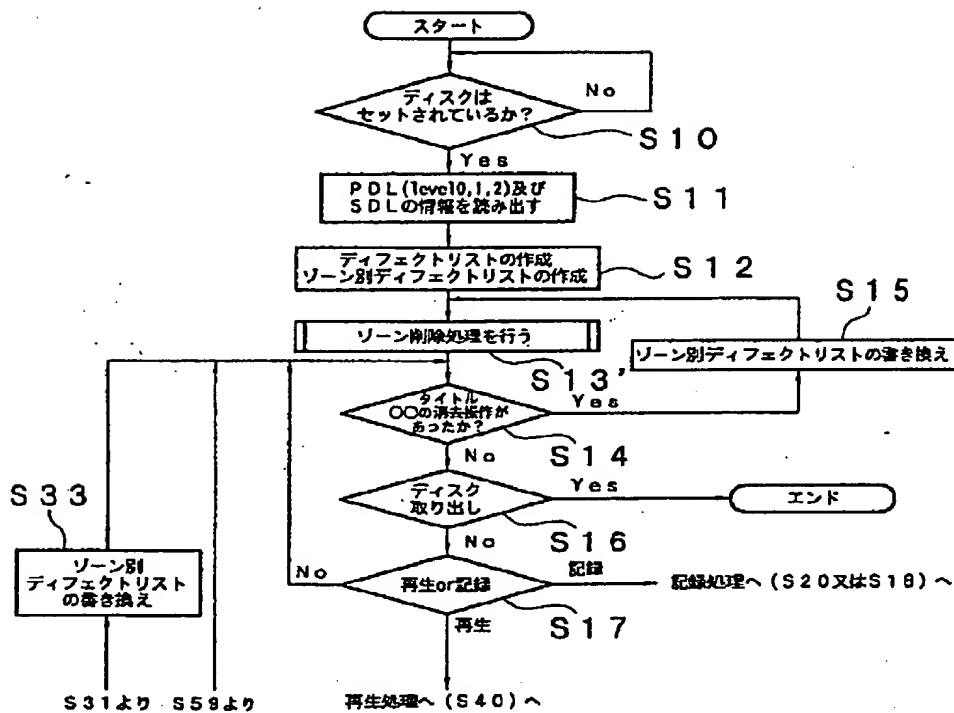 スタート
ディスクは
セットされているか?
No
S10
Yes
PDL(level0,1,2)及び
SDLの情報を読み出す
S11
ディフェクトリストの作成
ゾーン別ディフェクトリストの作成
S12
S15
ゾーン削除処理を行う
ゾーン別ディフェクトリストの書き換え
S13'
タイトル
○○の消去操作が
あったか?
Yes
S14
No
S33
ディスク
取り出し
Yes
エンド
S16
No
ゾーン別
ディフェクトリスト
の書き換え
No
再生or記録
記録
記録処理へ(S20又はS18)へ
S17
再生
S31より
S59より
再生処理へ(S40)へ